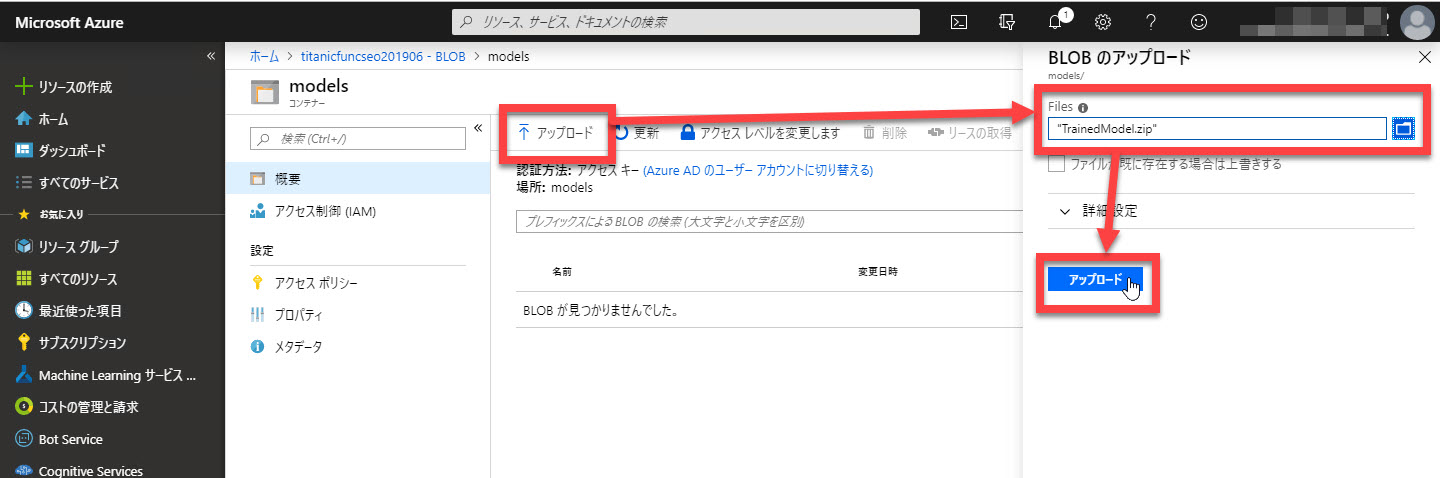 Microsoft Azure
リソース、サービス、ドキュメントの検索
1
«
リソースの作成
ホーム
ダッシュボード
すべてのサービス
お気に入り
リソース グループ
すべてのリソース
最近使った項目
サブスクリプション
Machine Learning サービス ...
コストの管理と請求
Bot Service
Cognitive Services
ホーム > titanicfuncseo201906 - BLOB > models
models
コンテナー
検索 (Ctrl+/)
«
概要
アクセス制御 (IAM)
設定
アクセス ポリシー
プロパティ
メタデータ
アップロード 更新 アクセス レベルを変更します 削除 リースの取得
認証方法: アクセス キー (Azure AD のユーザー アカウントに切り替える)
場所: models
プレフィックスによる BLOB の検索 (大文字と小文字を区別)
名前 変更日時
BLOB が見つかりませんでした。
BLOB のアップロード
models/
Files
"TrainedModel.zip"
ファイルが既に存在する場合は上書きする
詳細設定
アップロード